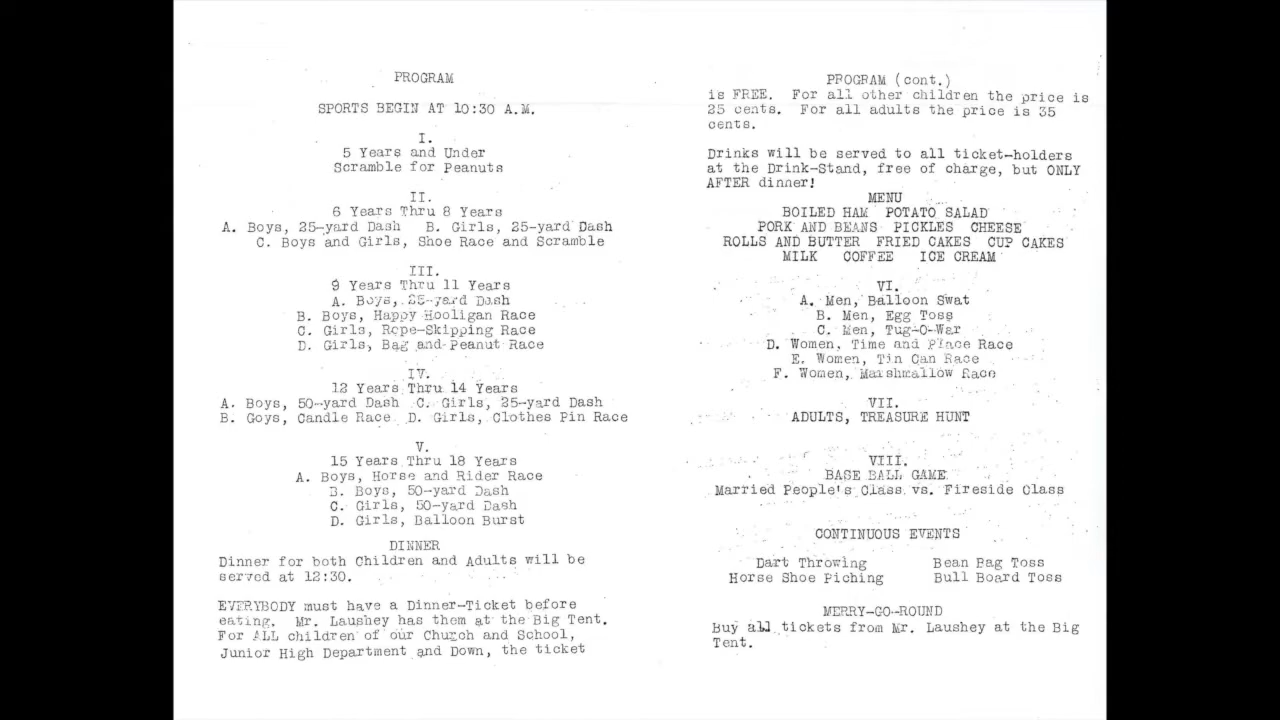 PROGRAM
SPORTS BEGIN AT 10:30 A.M.
I.
5 Years and Under
Scramble for Peanuts
II.
6 Years Thru 8 Years
A. Boys, 25-yard Dash B. Girls, 25-yard Dash
C. Boys and Girls, Shoe Race and Scramble
III.
9 Years Thru 11 Years
A. Boys, 25-yard Dash
B. Boys, Happy Hooligan Race
C. Girls, Rope-Skipping Race
D. Girls, Bag and Peanut Race
IV.
12 Years Thru 14 Years
A. Boys, 50-yard Dash C. Girls, 25-yard Dash
B. Goys, Candle Race D. Girls, Clothes Pin Race
V.
15 Years Thru 18 Years
A. Boys, Horse and Rider Race
B. Boys, 50-yard Dash
C. Girls, 50-yard Dash
D. Girls, Balloon Burst
DINNER
Dinner for both Children and Adults will be
served at 12:30.
EVERYBODY must have a Dinner-Ticket before
eating. Mr. Laushey has them at the Big Tent.
For ALL children of our Church and School,
Junior High Department and Down, the ticket
PROGRAM (cont.)
is FREE. For all other children the price is
25 cents. For all adults the price is 35
cents.
Drinks will be served to all ticket-holders
at the Drink-Stand, free of charge, but ONLY
AFTER dinner!
MENU
BOILED HAM POTATO SALAD
PORK AND BEANS PICKLES CHEESE
ROLLS AND BUTTER FRIED CAKES CUP CAKES
MILK COFFEE ICE CREAM
VI.
A. Men, Balloon Swat
B. Men, Egg Toss
C. Men, Tug-O-War
D. Women, Time and Place Race
E. Women, Tin Can Race
F. Women, Marshmallow Race
VII.
ADULTS, TREASURE HUNT
VIII.
BASE BALL GAME
Married People's Class vs. Fireside Class
CONTINUOUS EVENTS
Dart Throwing Bean Bag Toss
Horse Shoe Piching Bull Board Toss
MERRY-GO-ROUND
Buy all tickets from Mr. Laushey at the Big
Tent.